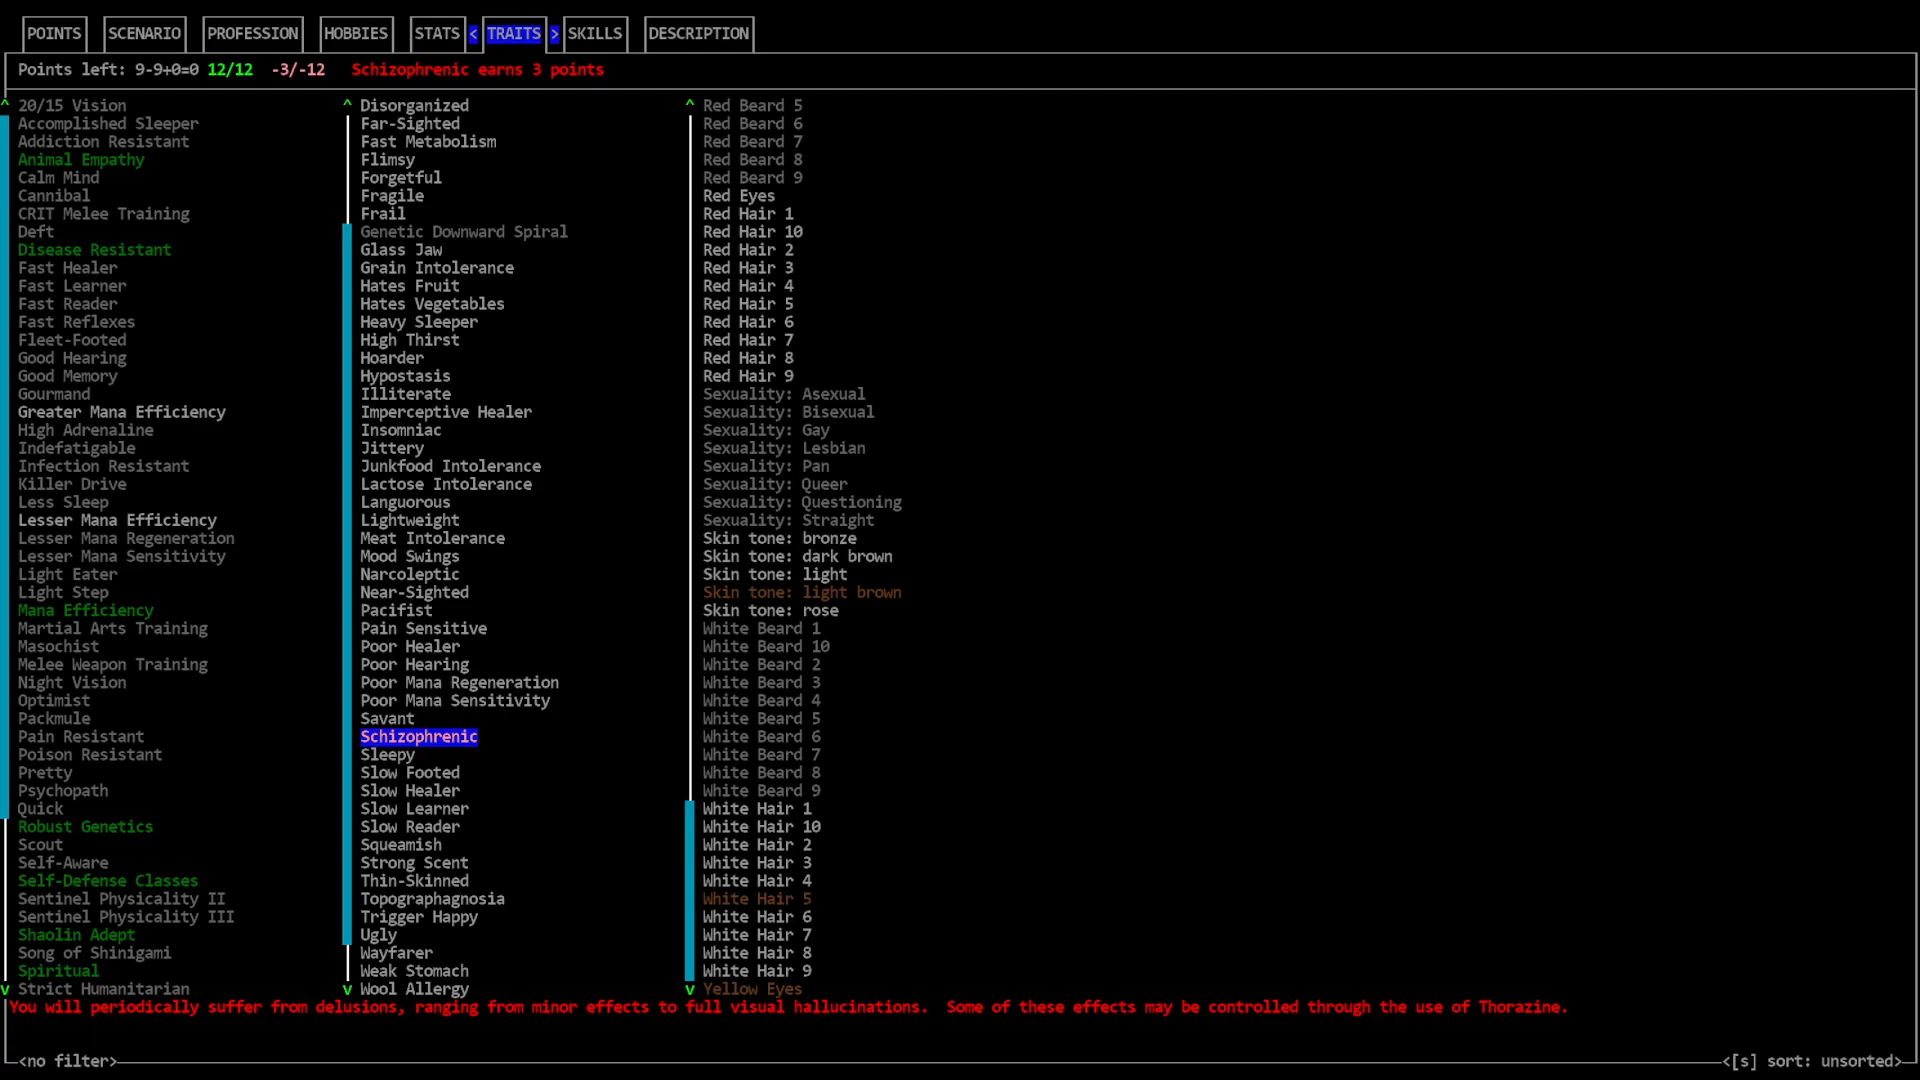 POINTS SCENARIO PROFESSION HOBBIES STATS < TRAITS > SKILLS DESCRIPTION
Points left: 9-9+0=0 12/12 -3/-12 Schizophrenic earns 3 points
^ 20/15 Vision
Accomplished Sleeper
Addiction Resistant
Animal Empathy
Calm Mind
Cannibal
CRIT Melee Training
Deft
Disease Resistant
Fast Healer
Fast Learner
Fast Reader
Fast Reflexes
Fleet-Footed
Good Hearing
Good Memory
Gourmand
Greater Mana Efficiency
High Adrenaline
Indefatigable
Infection Resistant
Killer Drive
Less Sleep
Lesser Mana Efficiency
Lesser Mana Regeneration
Lesser Mana Sensitivity
Light Eater
Light Step
Mana Efficiency
Martial Arts Training
Masochist
Melee Weapon Training
Night Vision
Optimist
Packmule
Pain Resistant
Poison Resistant
Pretty
Psychopath
Quick
Robust Genetics
Scout
Self-Aware
Self-Defense Classes
Sentinel Physicality II
Sentinel Physicality III
Shaolin Adept
Song of Shinigami
Spiritual
v Strict Humanitarian
^ Disorganized
Far-Sighted
Fast Metabolism
Flimsy
Forgetful
Fragile
Frail
Genetic Downward Spiral
Glass Jaw
Grain Intolerance
Hates Fruit
Hates Vegetables
Heavy Sleeper
High Thirst
Hoarder
Hypostasis
Illiterate
Imperceptive Healer
Insomniac
Jittery
Junkfood Intolerance
Lactose Intolerance
Languorous
Lightweight
Meat Intolerance
Mood Swings
Narcoleptic
Near-Sighted
Pacifist
Pain Sensitive
Poor Healer
Poor Hearing
Poor Mana Regeneration
Poor Mana Sensitivity
Savant
Schizophrenic
Sleepy
Slow Footed
Slow Healer
Slow Learner
Slow Reader
Squeamish
Strong Scent
Thin-Skinned
Topographagnosia
Trigger Happy
Ugly
Wayfarer
Weak Stomach
v Wool Allergy
^ Red Beard 5
Red Beard 6
Red Beard 7
Red Beard 8
Red Beard 9
Red Eyes
Red Hair 1
Red Hair 10
Red Hair 2
Red Hair 3
Red Hair 4
Red Hair 5
Red Hair 6
Red Hair 7
Red Hair 8
Red Hair 9
Sexuality: Asexual
Sexuality: Bisexual
Sexuality: Gay
Sexuality: Lesbian
Sexuality: Pan
Sexuality: Queer
Sexuality: Questioning
Sexuality: Straight
Skin tone: bronze
Skin tone: dark brown
Skin tone: light
Skin tone: light brown
Skin tone: rose
White Beard 1
White Beard 10
White Beard 2
White Beard 3
White Beard 4
White Beard 5
White Beard 6
White Beard 7
White Beard 8
White Beard 9
White Hair 1
White Hair 10
White Hair 2
White Hair 3
White Hair 4
White Hair 5
White Hair 6
White Hair 7
White Hair 8
White Hair 9
v Yellow Eyes
You will periodically suffer from delusions, ranging from minor effects to full visual hallucinations.  Some of these effects may be controlled through the use of Thorazine.
<no filter> <[s] sort: unsorted>